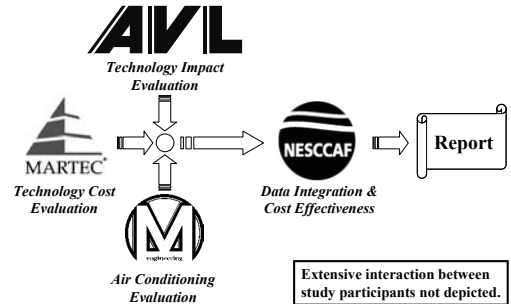 AVL
Technology Impact
Evaluation
MARTEC
Technology Cost
Evaluation
NESCCAF
Data Integration &
Cost Effectiveness
Report
M
engineering
Air Conditioning
Evaluation
Extensive interaction between
study participants not depicted.